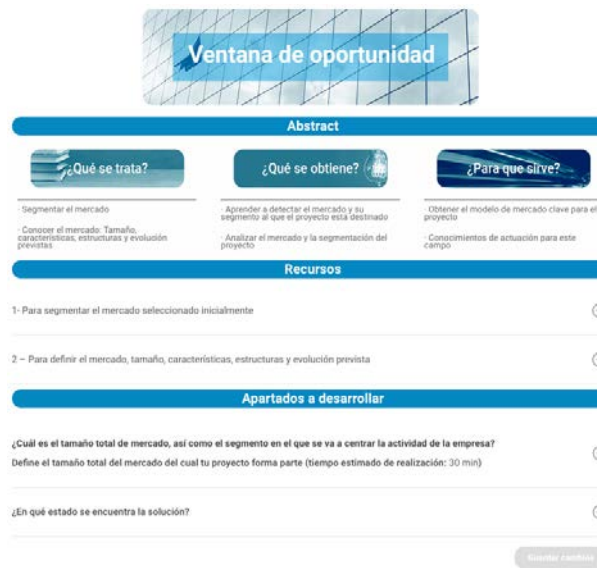 Ventana de oportunidad
Abstract
¿Qué se trata?
¿Qué se obtiene?
¿Para que sirve?
· Segmentar el mercado
· Conocer el mercado: Tamaño,
características, estructuras y evolución
previstas
· Aprender a detectar el mercado y su
segmento al que el proyecto está destinado
· Analizar el mercado y la segmentación del
proyecto
· Obtener el modelo de mercado clave para el
proyecto
· Conocimientos de actuación para este
campo
Recursos
1- Para segmentar el mercado seleccionado inicialmente
2 – Para definir el mercado, tamaño, características, estructuras y evolución prevista
Apartados a desarrollar
¿Cuál es el tamaño total de mercado, así como el segmento en el que se va a centrar la actividad de la empresa?
Define el tamaño total del mercado del cual tu proyecto forma parte (tiempo estimado de realización: 30 min)
¿En qué estado se encuentra la solución?
Guardar cambios